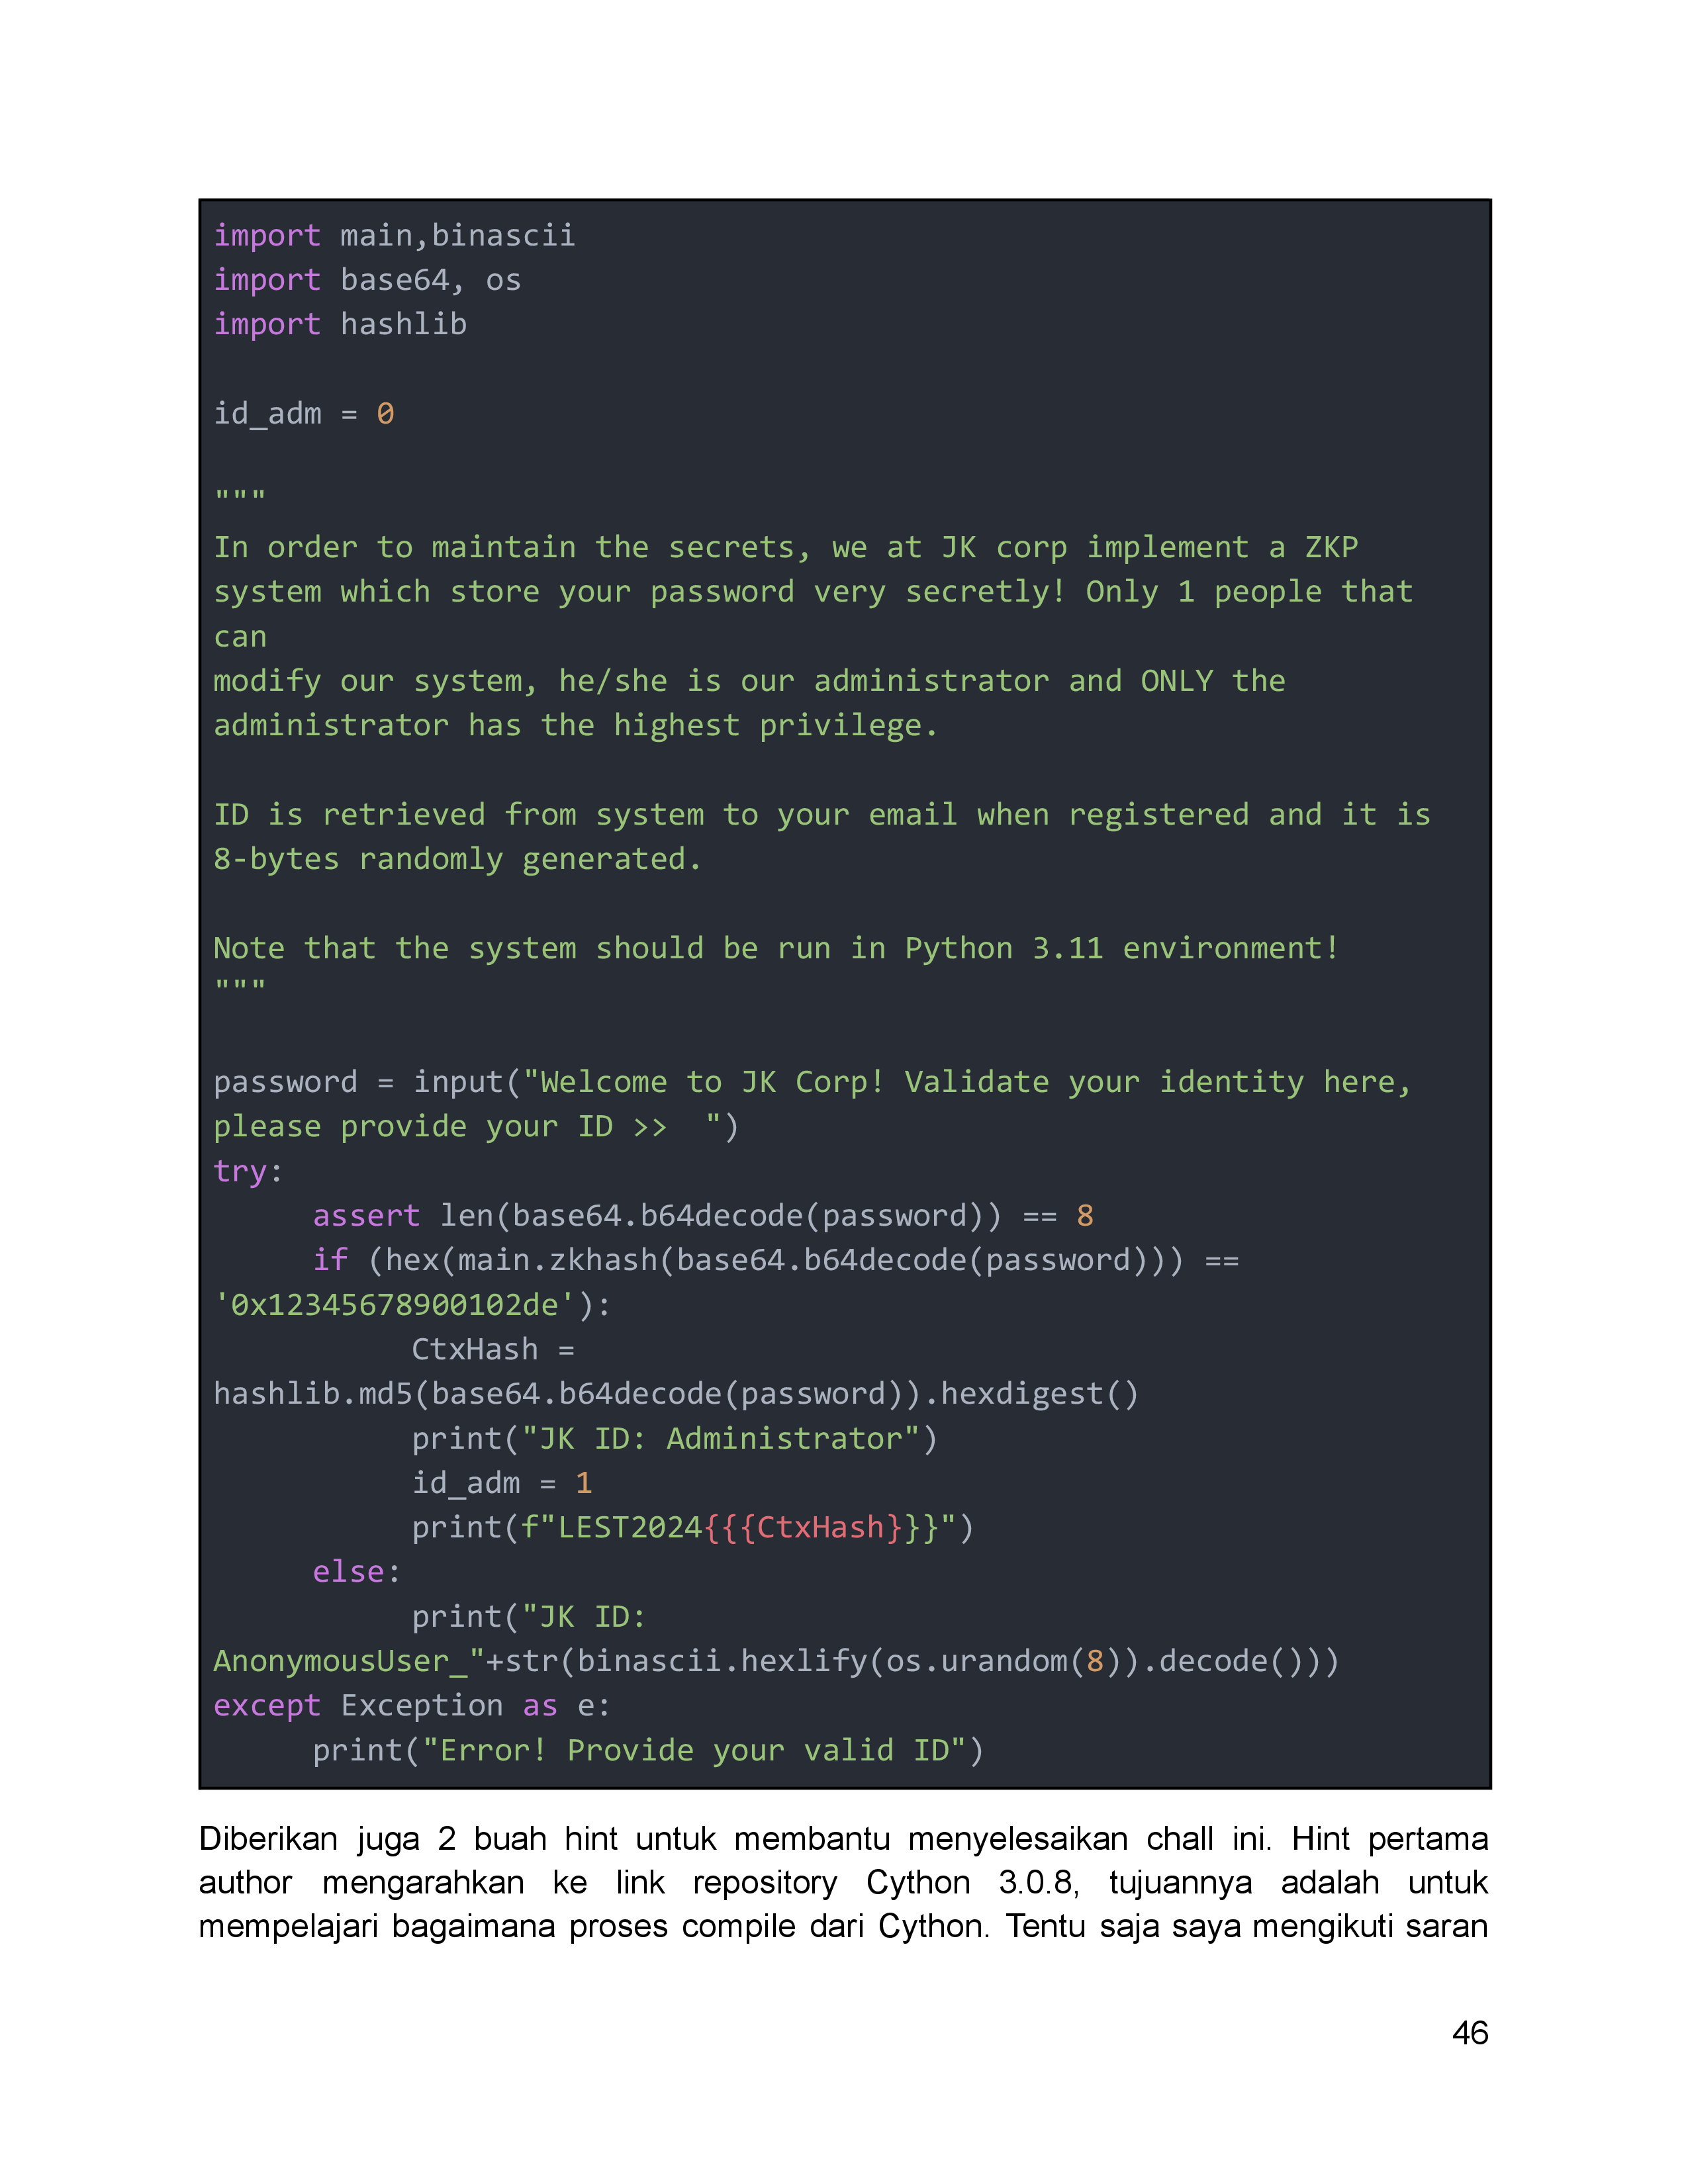 import main,binascii
import base64, os
import hashlib
id_adm = 0
"""
In order to maintain the secrets, we at JK corp implement a ZKP
system which store your password very secretly! Only 1 people that
can
modify our system, he/she is our administrator and ONLY the
administrator has the highest privilege.
ID is retrieved from system to your email when registered and it is
8-bytes randomly generated.
Note that the system should be run in Python 3.11 environment!
"""
password = input("Welcome to JK Corp! Validate your identity here,
please provide your ID >>  ")
try:
assert len(base64.b64decode(password)) == 8
if (hex(main.zkhash(base64.b64decode(password))) ==
'0x12345678900102de'):
CtxHash =
hashlib.md5(base64.b64decode(password)).hexdigest()
print("JK ID: Administrator")
id_adm = 1
print(f"LEST2024{{{CtxHash}}}")
else:
print("JK ID:
AnonymousUser_"+str(binascii.hexlify(os.urandom(8)).decode()))
except Exception as e:
print("Error! Provide your valid ID")
Diberikan juga 2 buah hint untuk membantu menyelesaikan chall ini. Hint pertama
author mengarahkan ke link repository Cython 3.0.8, tujuannya adalah untuk
mempelajari bagaimana proses compile dari Cython. Tentu saja saya mengikuti saran
46